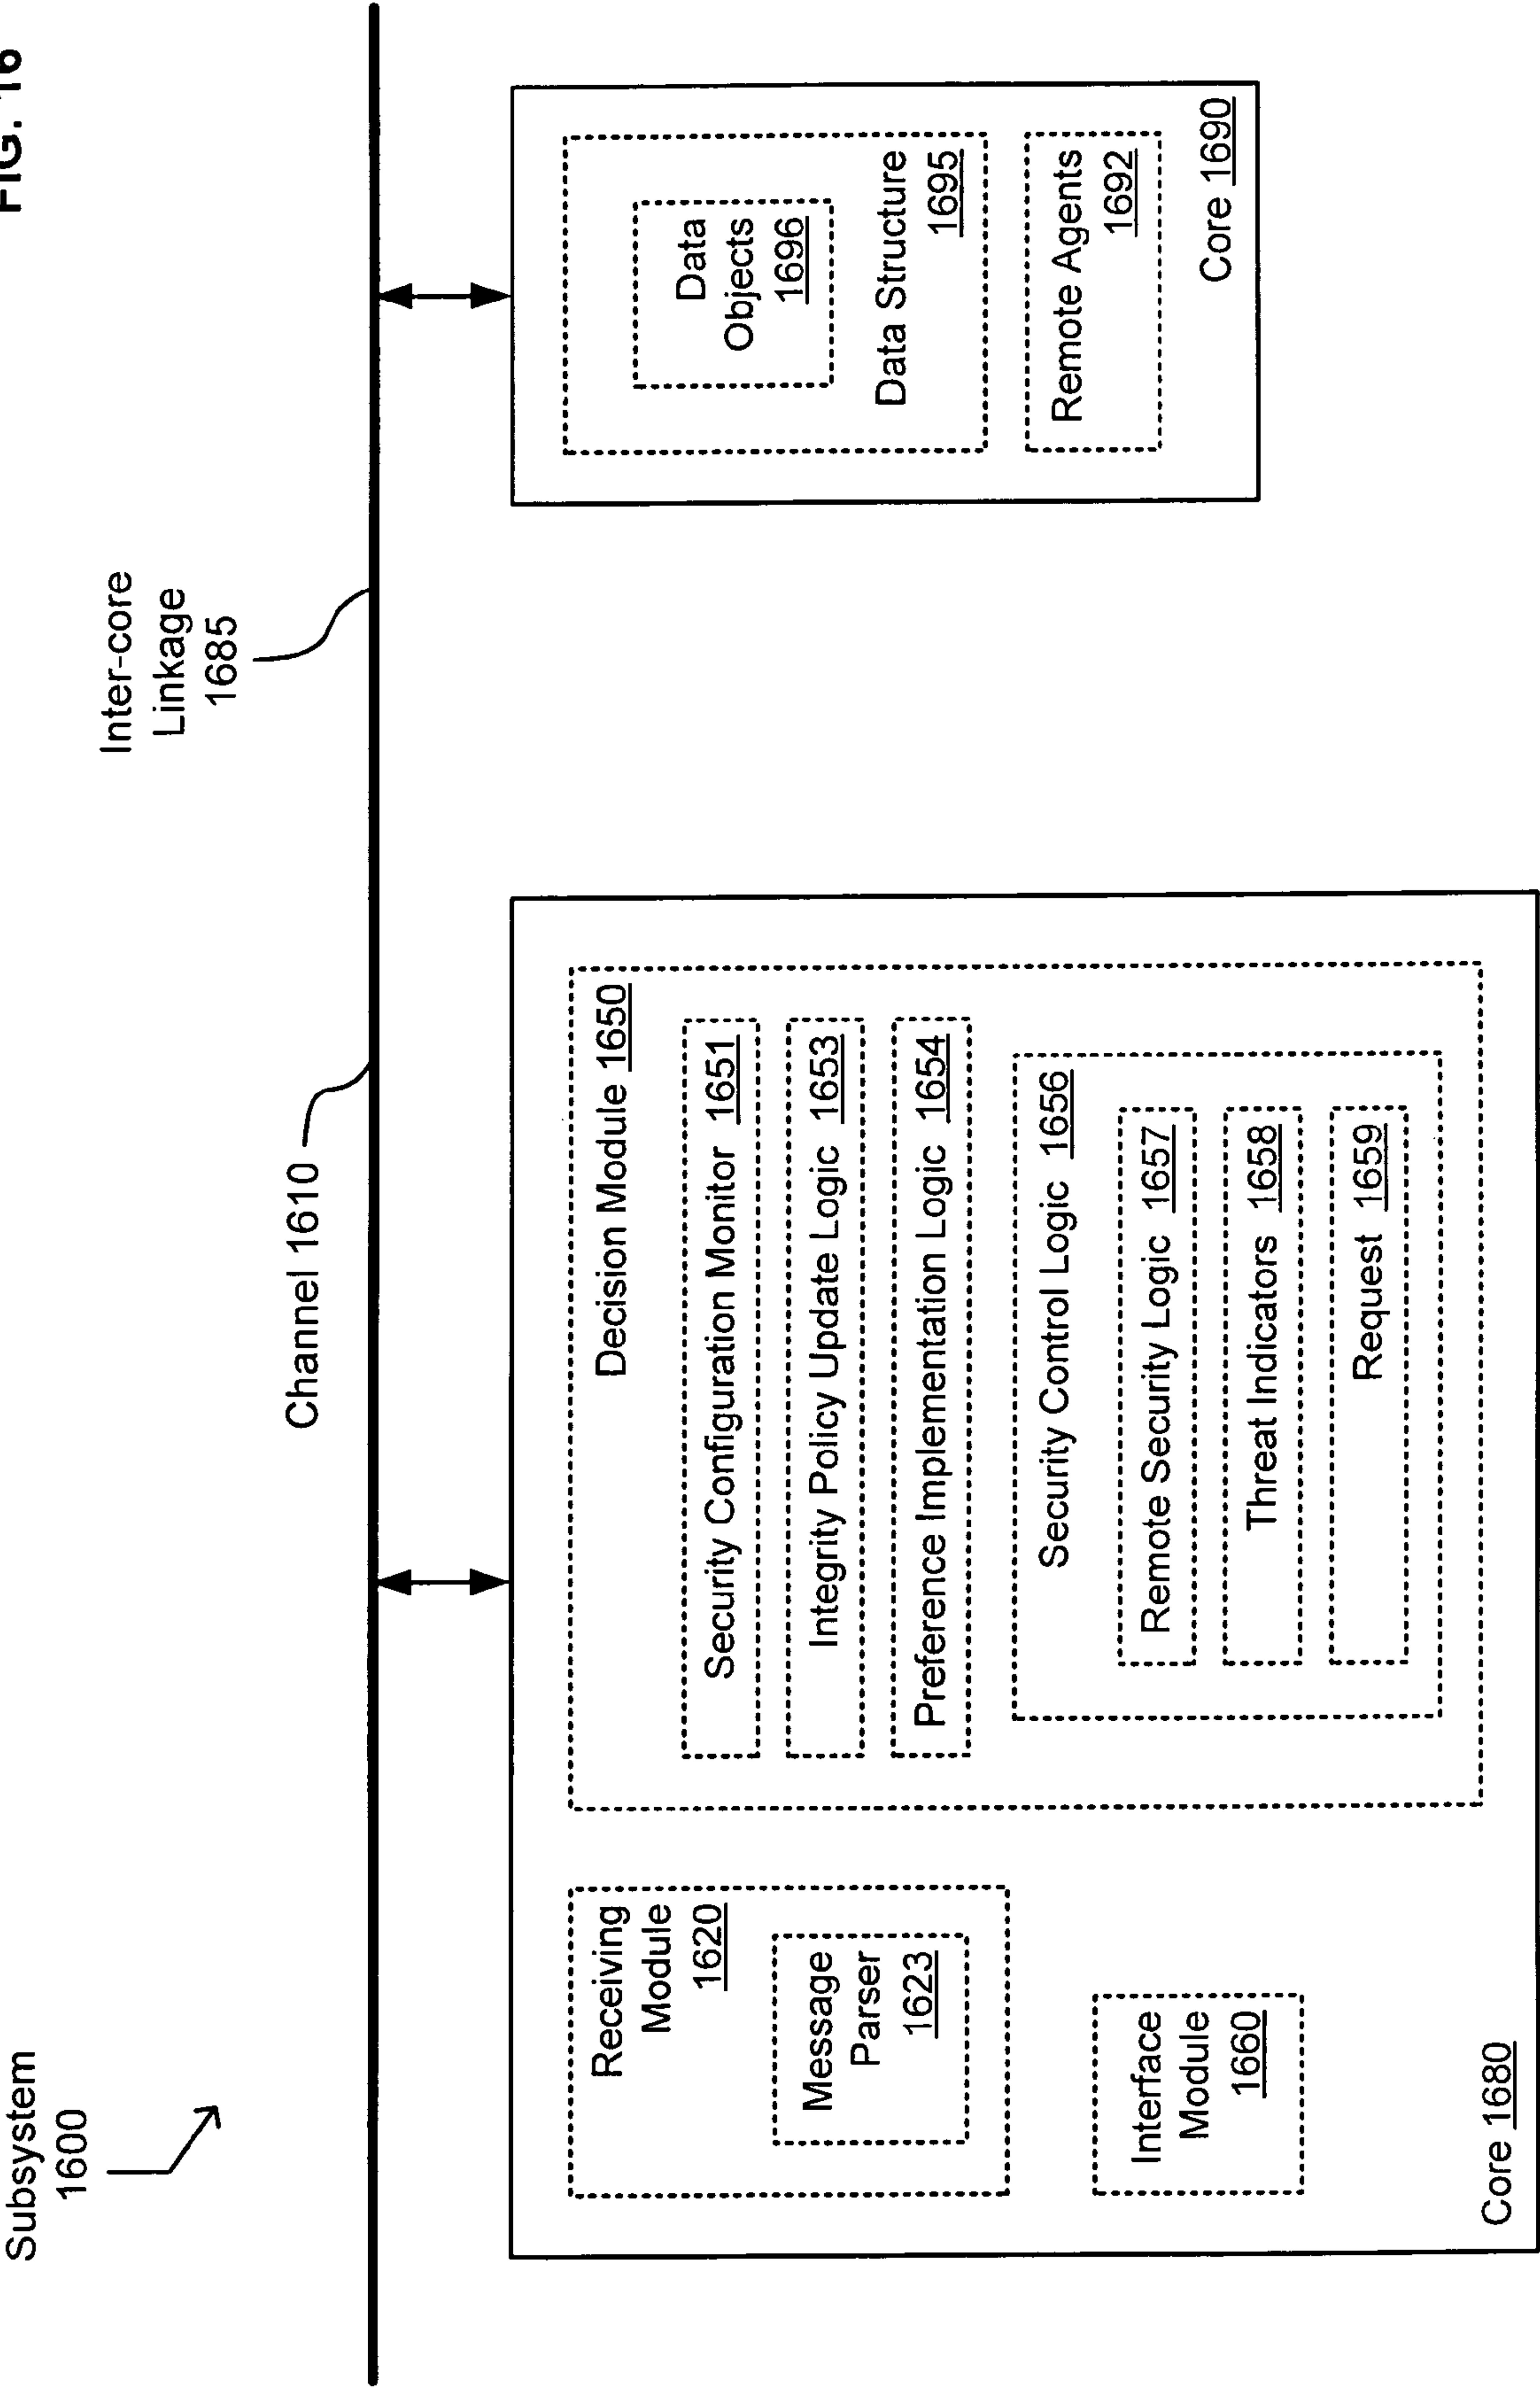 FIG. 16
Subsystem
1600
Inter-core
Linkage
1685
Channel 1610
Receiving
Module
1620
Message
Parser
1623
Interface
Module
1660
Core 1680
Decision Module 1650
Security Configuration Monitor 1651
Integrity Policy Update Logic 1653
Preference Implementation Logic 1654
Security Control Logic 1656
Remote Security Logic 1657
Threat Indicators 1658
Request 1659
Data
Objects
1696
Data Structure
1695
Remote Agents
1692
Core 1690